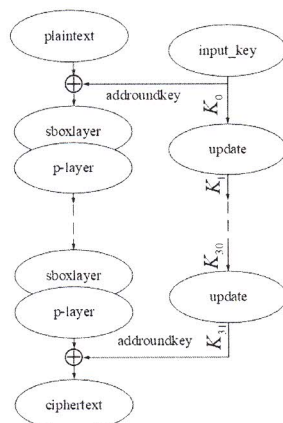 plaintext
input_key
addroundkey
K0
sboxlayer
p-layer
update
K1
K30
sboxlayer
p-layer
update
addroundkey
K31
ciphertext